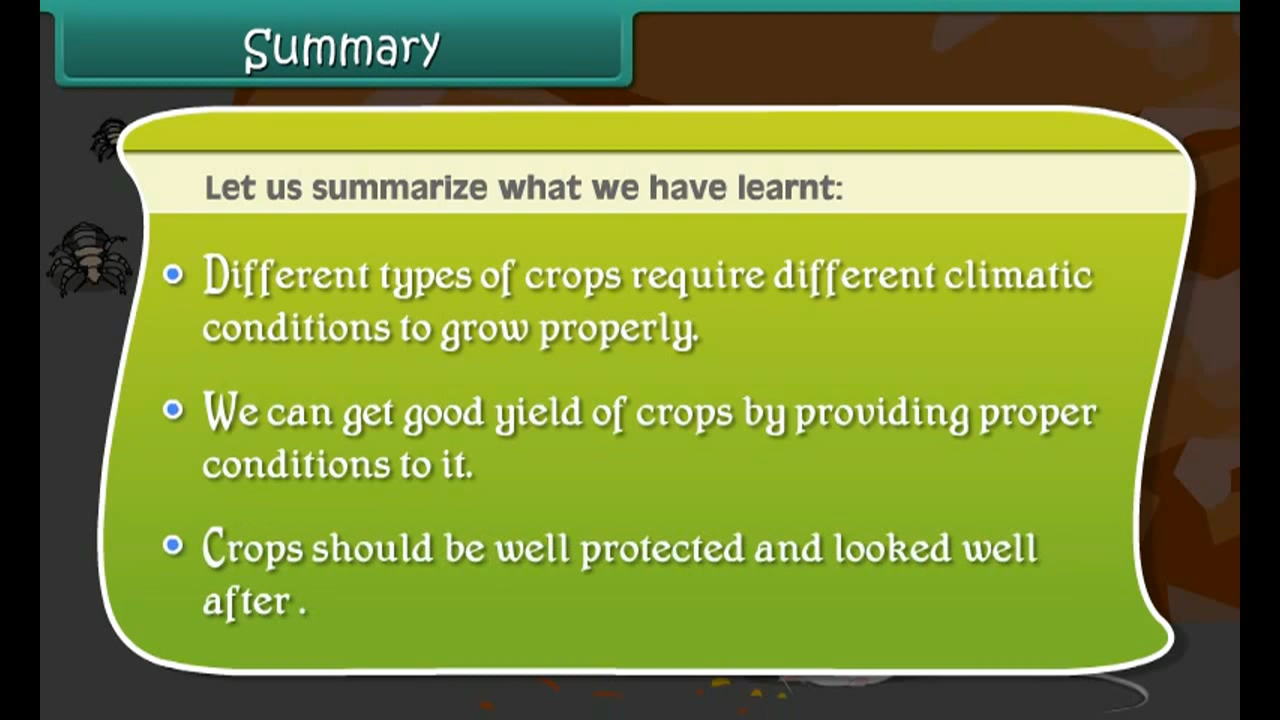 Summary
Let us summarize what we have learnt:
Different types of crops require different climatic
conditions to grow properly.
We can get good yield of crops by providing proper
conditions to it.
Crops should be well protected and looked well
after .